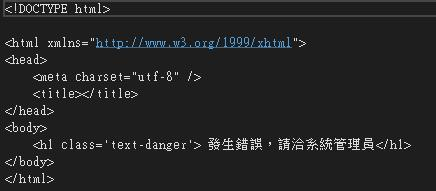 <!DOCTYPE html>
<html xmlns="http://www.w3.org/1999/xhtml">
<head>
<meta charset="utf-8" />
<title></title>
</head>
<body>
<h1 class='text-danger'> 發生錯誤，請洽系統管理員</h1>
</body>
</html>